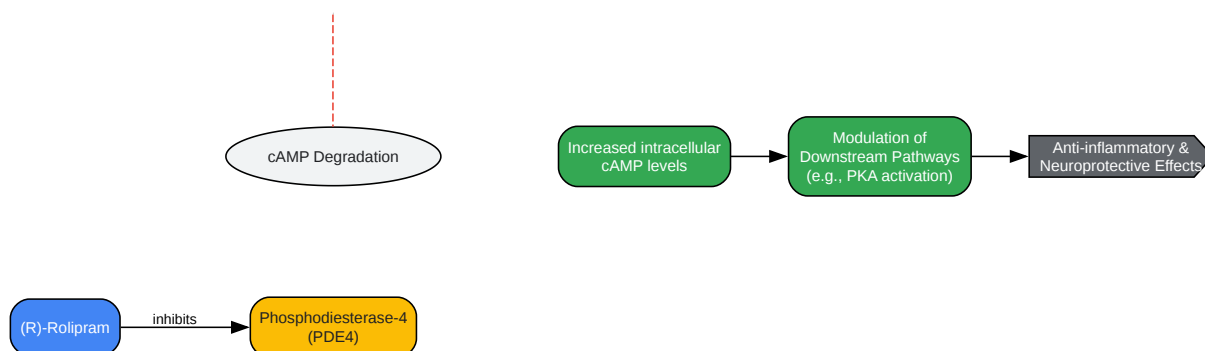 cAMP Degradation
Increased intracellular
cAMP levels
Modulation of
Downstream Pathways
(e.g., PKA activation)
Anti-inflammatory &
Neuroprotective Effects
(R)-Rolipram
inhibits
Phosphodiesterase-4
(PDE4)